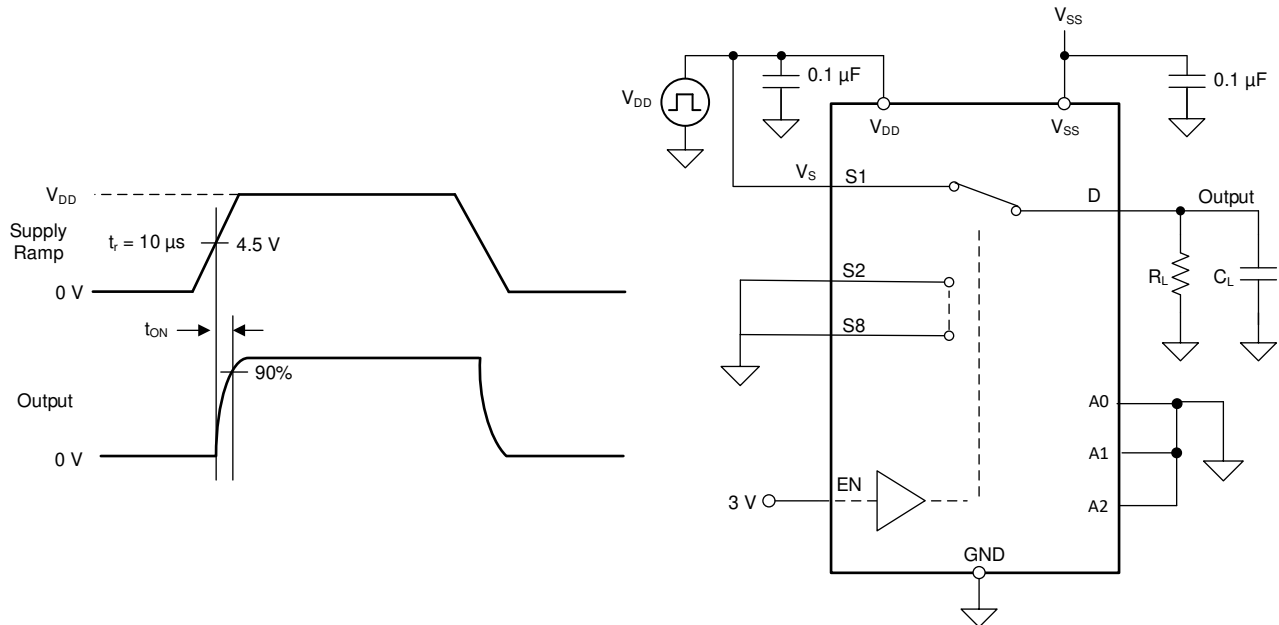 V_DD
Supply
Ramp
t_r = 10 µs
4.5 V
0 V
t_ON
90%
Output
0 V
V_SS
0.1 µF
0.1 µF
V_DD
V_DD
V_SS
V_S
S1
D
Output
S2
R_L
C_L
S8
A0
A1
EN
3 V
A2
GND